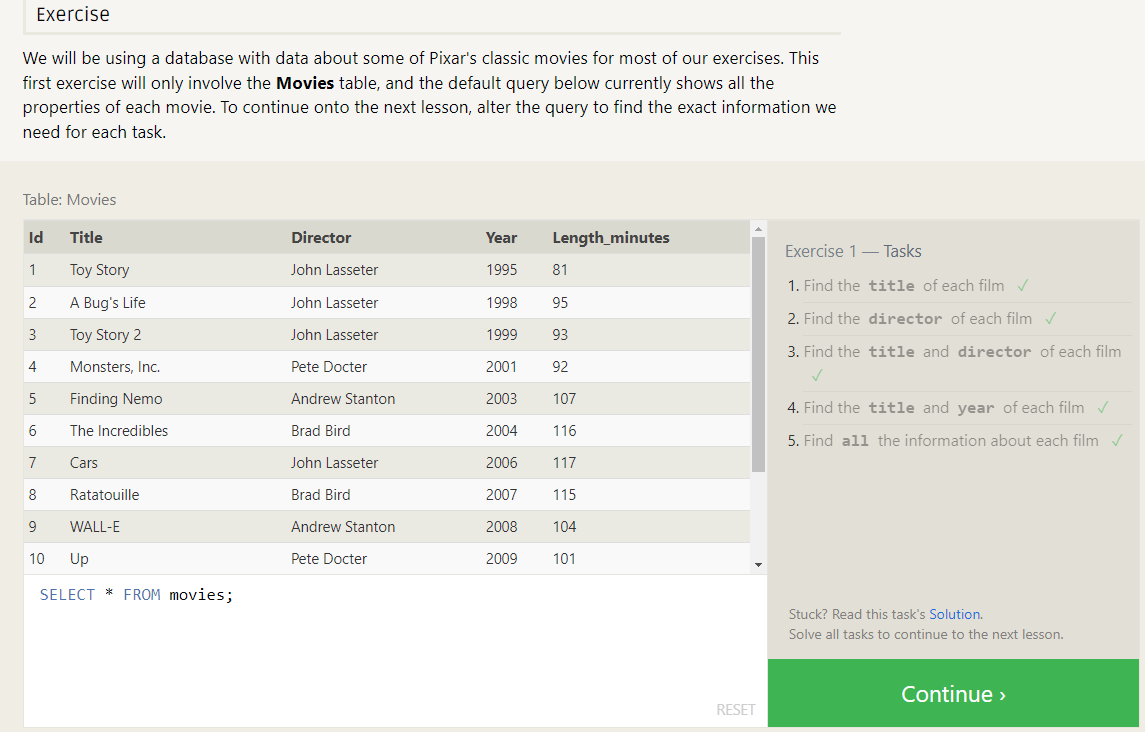 Exercise
We will be using a database with data about some of Pixar's classic movies for most of our exercises. This
first exercise will only involve the Movies table, and the default query below currently shows all the
properties of each movie. To continue onto the next lesson, alter the query to find the exact information we
need for each task.
Table: Movies
Id Title Director Year Length_minutes
1 Toy Story John Lasseter 1995 81
2 A Bug's Life John Lasseter 1998 95
3 Toy Story 2 John Lasseter 1999 93
4 Monsters, Inc. Pete Docter 2001 92
5 Finding Nemo Andrew Stanton 2003 107
6 The Incredibles Brad Bird 2004 116
7 Cars John Lasseter 2006 117
8 Ratatouille Brad Bird 2007 115
9 WALL-E Andrew Stanton 2008 104
10 Up Pete Docter 2009 101
SELECT * FROM movies;
RESET
Exercise 1 — Tasks
1. Find the title of each film ✓
2. Find the director of each film ✓
3. Find the title and director of each film
✓
4. Find the title and year of each film ✓
5. Find all the information about each film ✓
Stuck? Read this task's Solution.
Solve all tasks to continue to the next lesson.
Continue ›